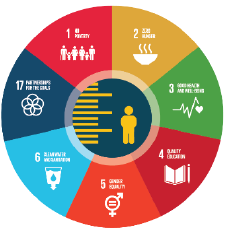 1 NO
POVERTY
2 ZERO
HUNGER
3 GOOD HEALTH
AND WELL-BEING
4 QUALITY
EDUCATION
5 GENDER
EQUALITY
6 CLEAN WATER
AND SANITATION
17 PARTNERSHIPS
FOR THE GOALS